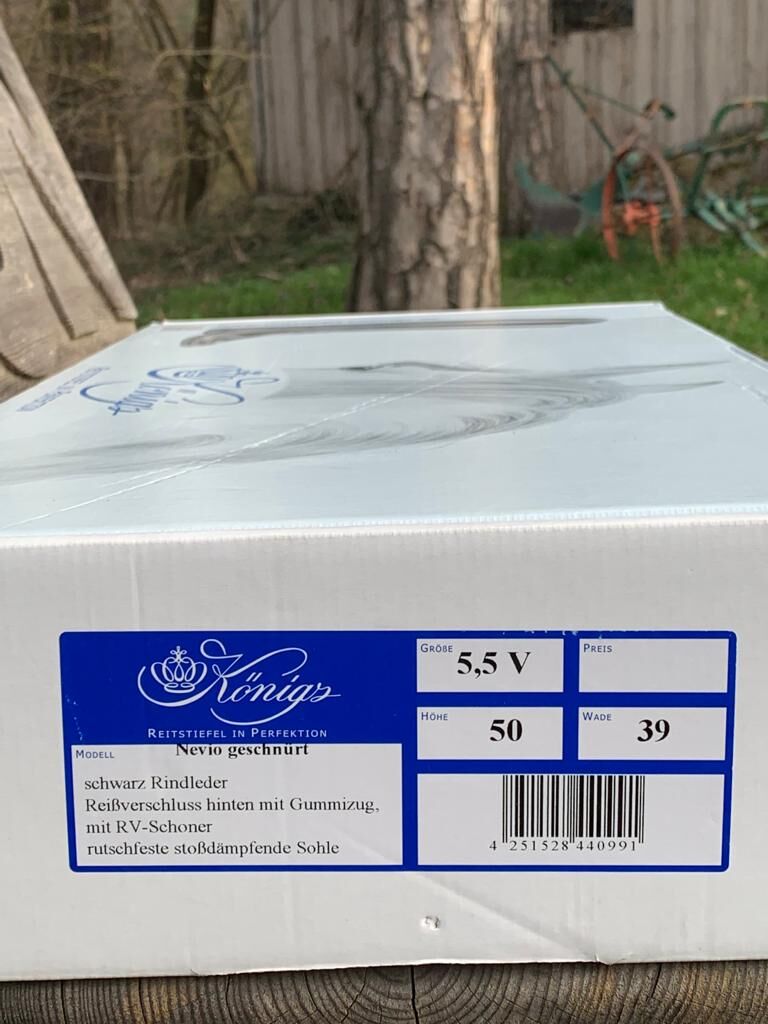 Königs
REITSTIEFEL IN PERFEKTION
MODELL
Nevio geschnürt
schwarz Rindleder
Reißverschluss hinten mit Gummizug,
mit RV-Schoner
rutschfeste stoßdämpfende Sohle
GRÖßE
5,5 V
PREIS
HÖHE
50
WADE
39
4 251528 440991